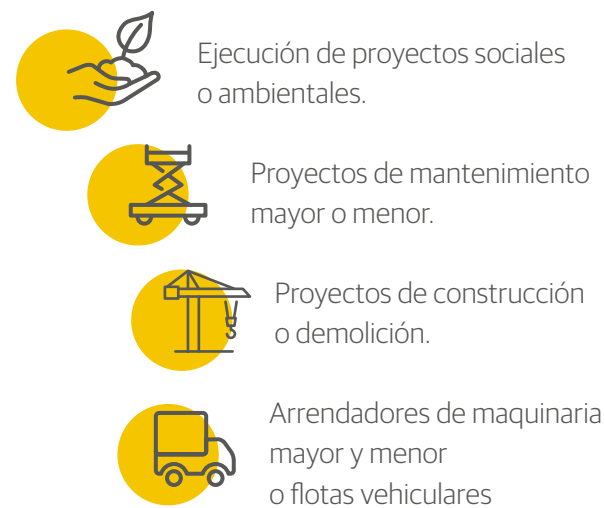 Ejecución de proyectos sociales
o ambientales.
Proyectos de mantenimiento
mayor o menor.
Proyectos de construcción
o demolición.
Arrendadores de maquinaria
mayor y menor
o flotas vehiculares